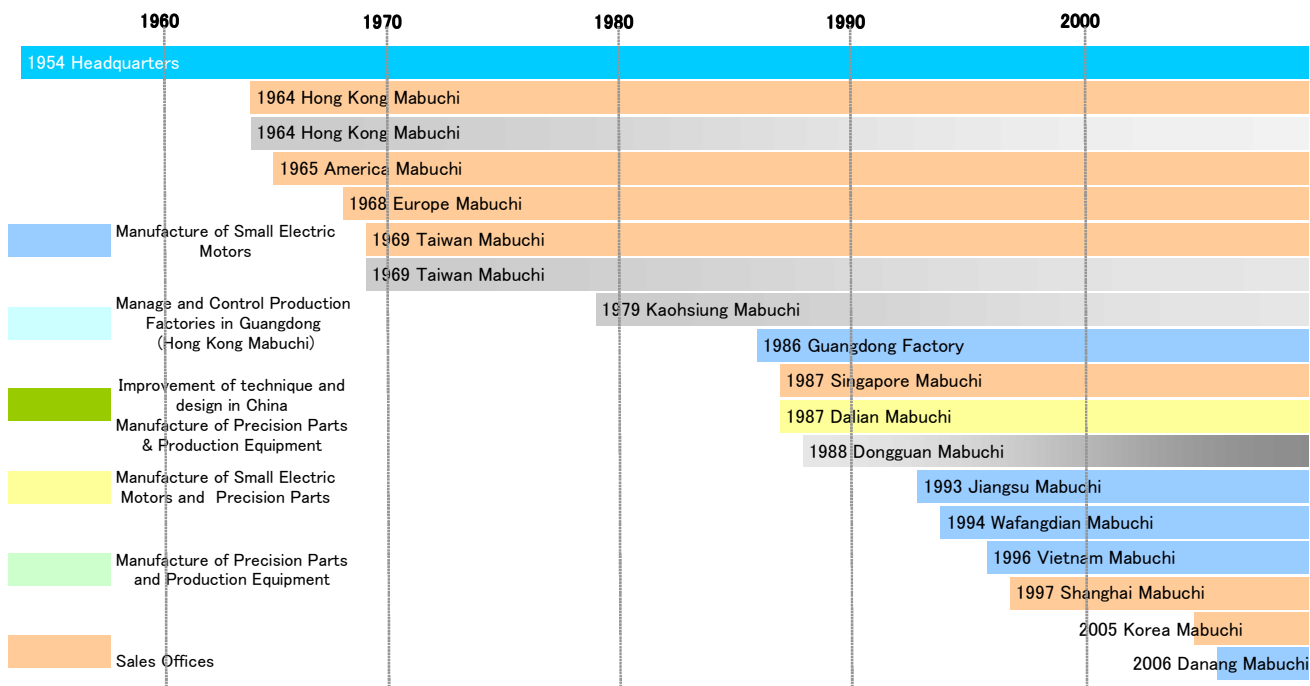 1960 1970 1980 1990 2000
1954 Headquarters
1964 Hong Kong Mabuchi
1964 Hong Kong Mabuchi
1965 America Mabuchi
1968 Europe Mabuchi
1969 Taiwan Mabuchi
1969 Taiwan Mabuchi
1979 Kaohsiung Mabuchi
1986 Guangdong Factory
1987 Singapore Mabuchi
1987 Dalian Mabuchi
1988 Dongguan Mabuchi
1993 Jiangsu Mabuchi
1994 Wafangdian Mabuchi
1996 Vietnam Mabuchi
1997 Shanghai Mabuchi
2005 Korea Mabuchi
2006 Danang Mabuchi
Manufacture of Small Electric
Motors
Manage and Control Production
Factories in Guangdong
(Hong Kong Mabuchi)
Improvement of technique and
design in China
Manufacture of Precision Parts
& Production Equipment
Manufacture of Small Electric
Motors and Precision Parts
Manufacture of Precision Parts
and Production Equipment
Sales Offices